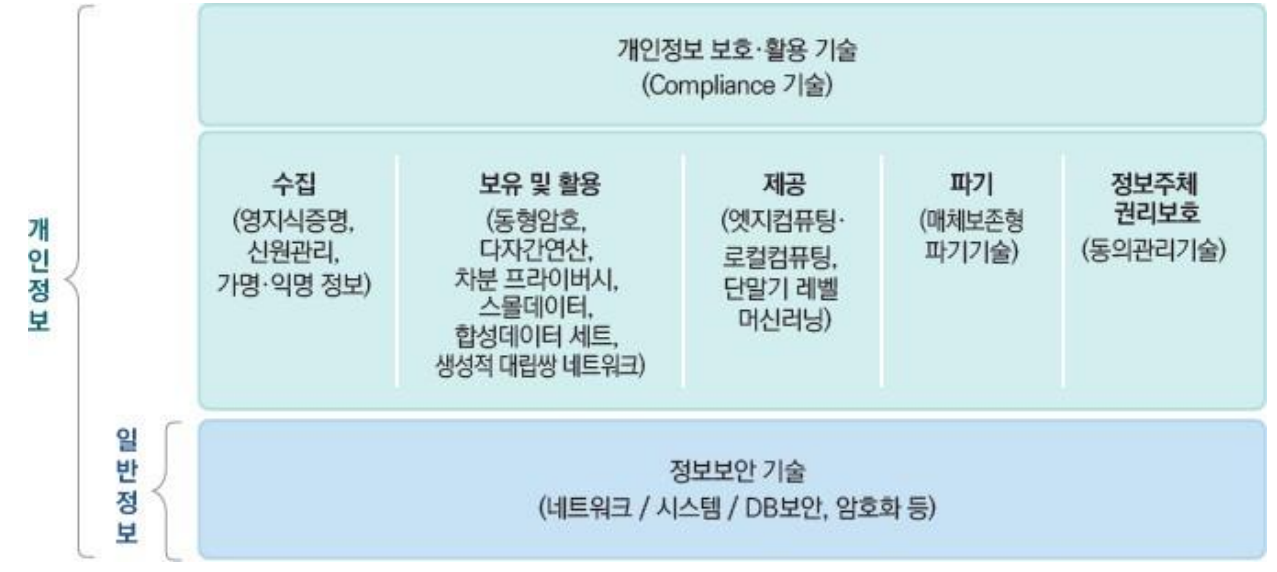 개인정보 보호·활용 기술
(Compliance 기술)
수집
(영지식증명,
신원관리,
가명·익명 정보)
보유 및 활용
(동형암호,
다자간연산,
차분 프라이버시,
스몰데이터,
합성데이터 세트,
생성적 대립쌍 네트워크)
제공
(엣지컴퓨팅·
로컬컴퓨팅,
단말기 레벨
머신러닝)
파기
(매체보존형
파기기술)
정보주체
권리보호
(동의관리기술)
개인정보
일반정보
정보보안 기술
(네트워크 / 시스템 / DB보안, 암호화 등)